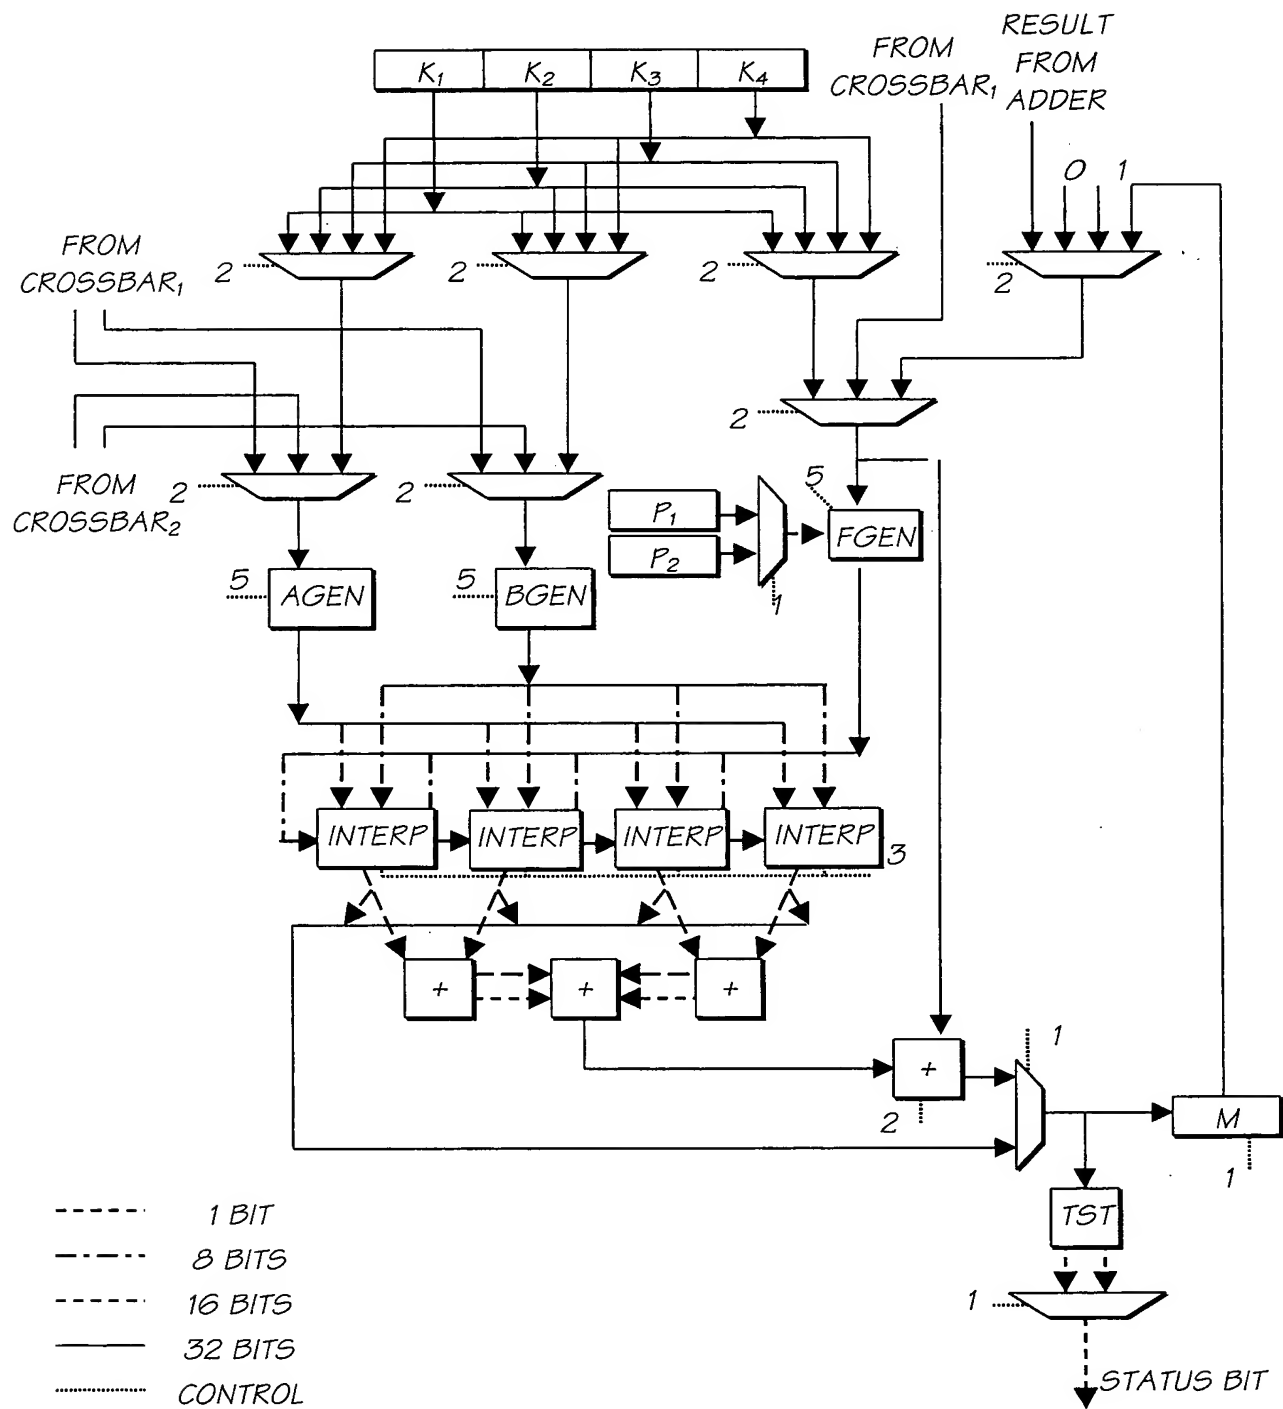 RESULT
FROM
ADDER
FROM
CROSSBAR1
K1 K2 K3 K4
0 1
FROM
CROSSBAR1
2
2
2
2
2
FROM
CROSSBAR2
2
2
P1
P2
1
5
FGEN
5
AGEN
5
BGEN
INTERP
INTERP
INTERP
INTERP
3
+
+
+
+
2
1
M
1
TST
1
STATUS BIT
1 BIT
8 BITS
16 BITS
32 BITS
CONTROL